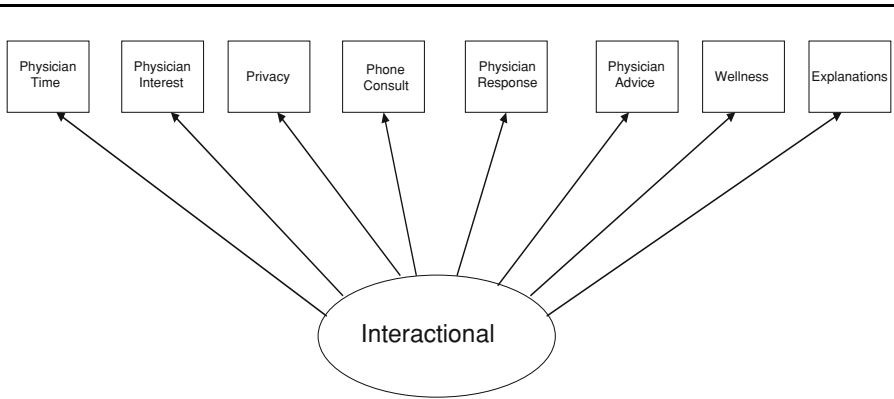 Physician
Time
Physician
Interest
Privacy
Phone
Consult
Physician
Response
Physician
Advice
Wellness
Explanations
Interactional